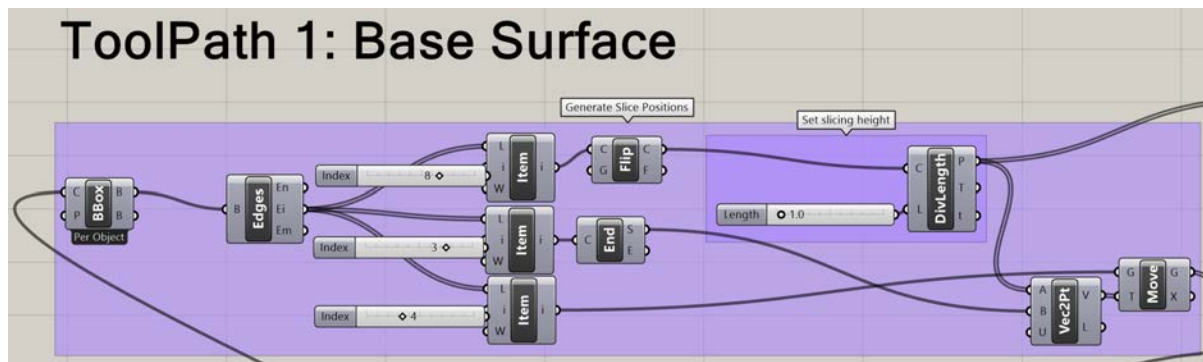 ToolPath 1: Base Surface
Generate Slice Positions
Set slicing height
C P BBox B B
Per Object
B Edges En Ei Em
Index 8
L i W Item i
C G Flip C F
Length 1.0
C L DivLength P T t
Index 3
L i W Item i
C End S E
Index 4
L i W Item i
A B U Vec2Pt V L
G T Move G X